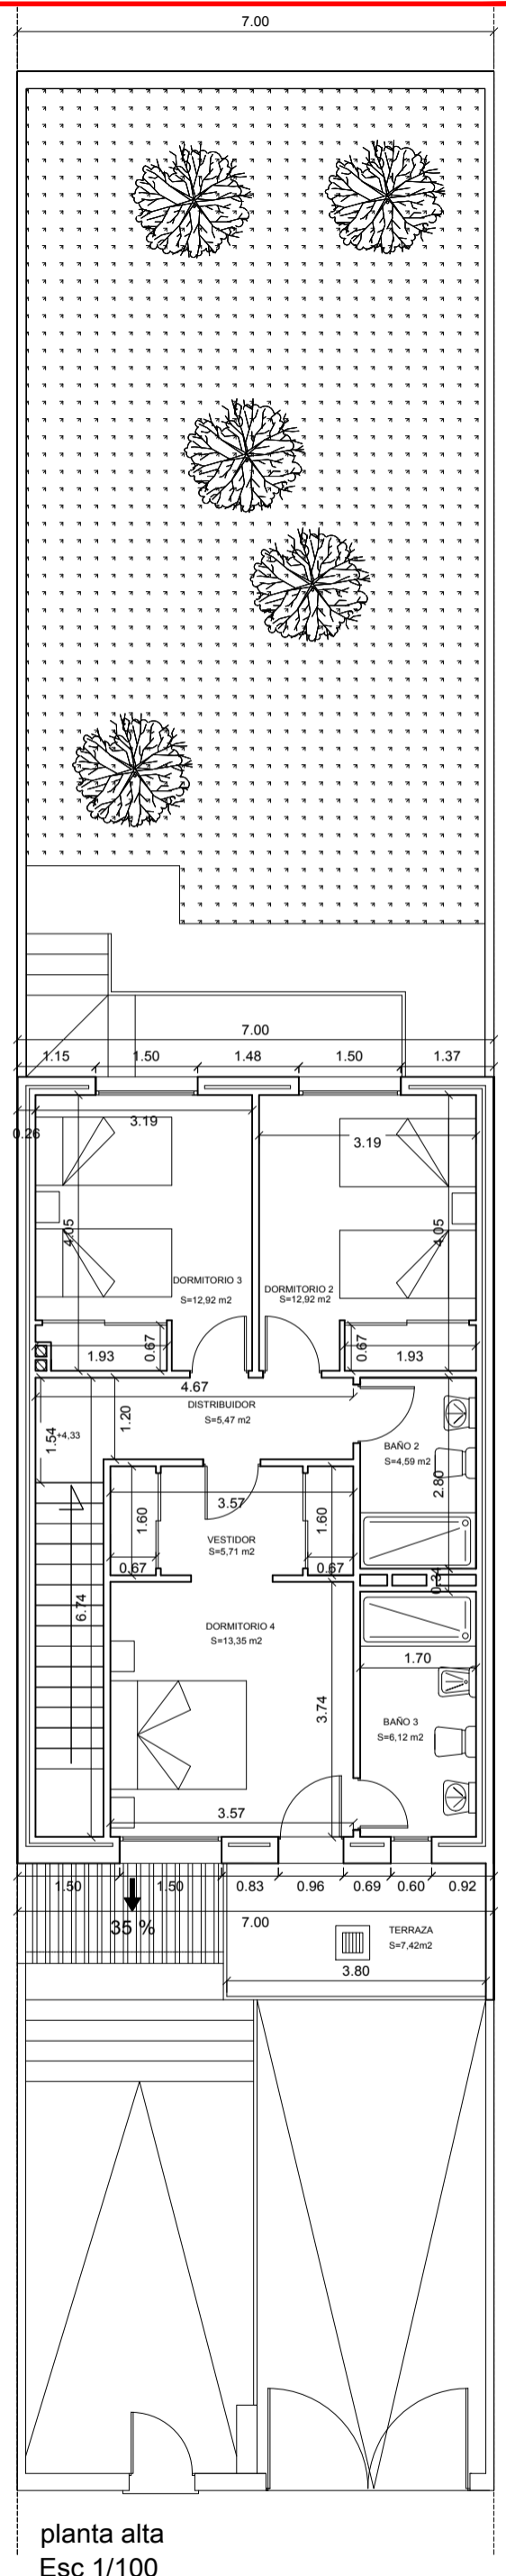 7.00
7.00
1.15 1.50 1.48 1.50 1.37
0.26
3.19
3.19
4.05
4.05
DORMITORIO 3
S=12,92 m2
DORMITORIO 2
S=12,92 m2
1.93
0.67
0.67
1.93
4.67
DISTRIBUIDOR
S=5,47 m2
1.20
1.54
+4,33
BAÑO 2
S=4,59 m2
2.80
3.57
1.60
1.60
VESTIDOR
S=5,71 m2
0.67
0.67
0.34
6.74
DORMITORIO 4
S=13,35 m2
1.70
3.74
BAÑO 3
S=6,12 m2
3.57
1.50 1.50 0.83 0.96 0.69 0.60 0.92
7.00
35 %
TERRAZA
S=7,42m2
3.80
planta alta
Esc 1/100